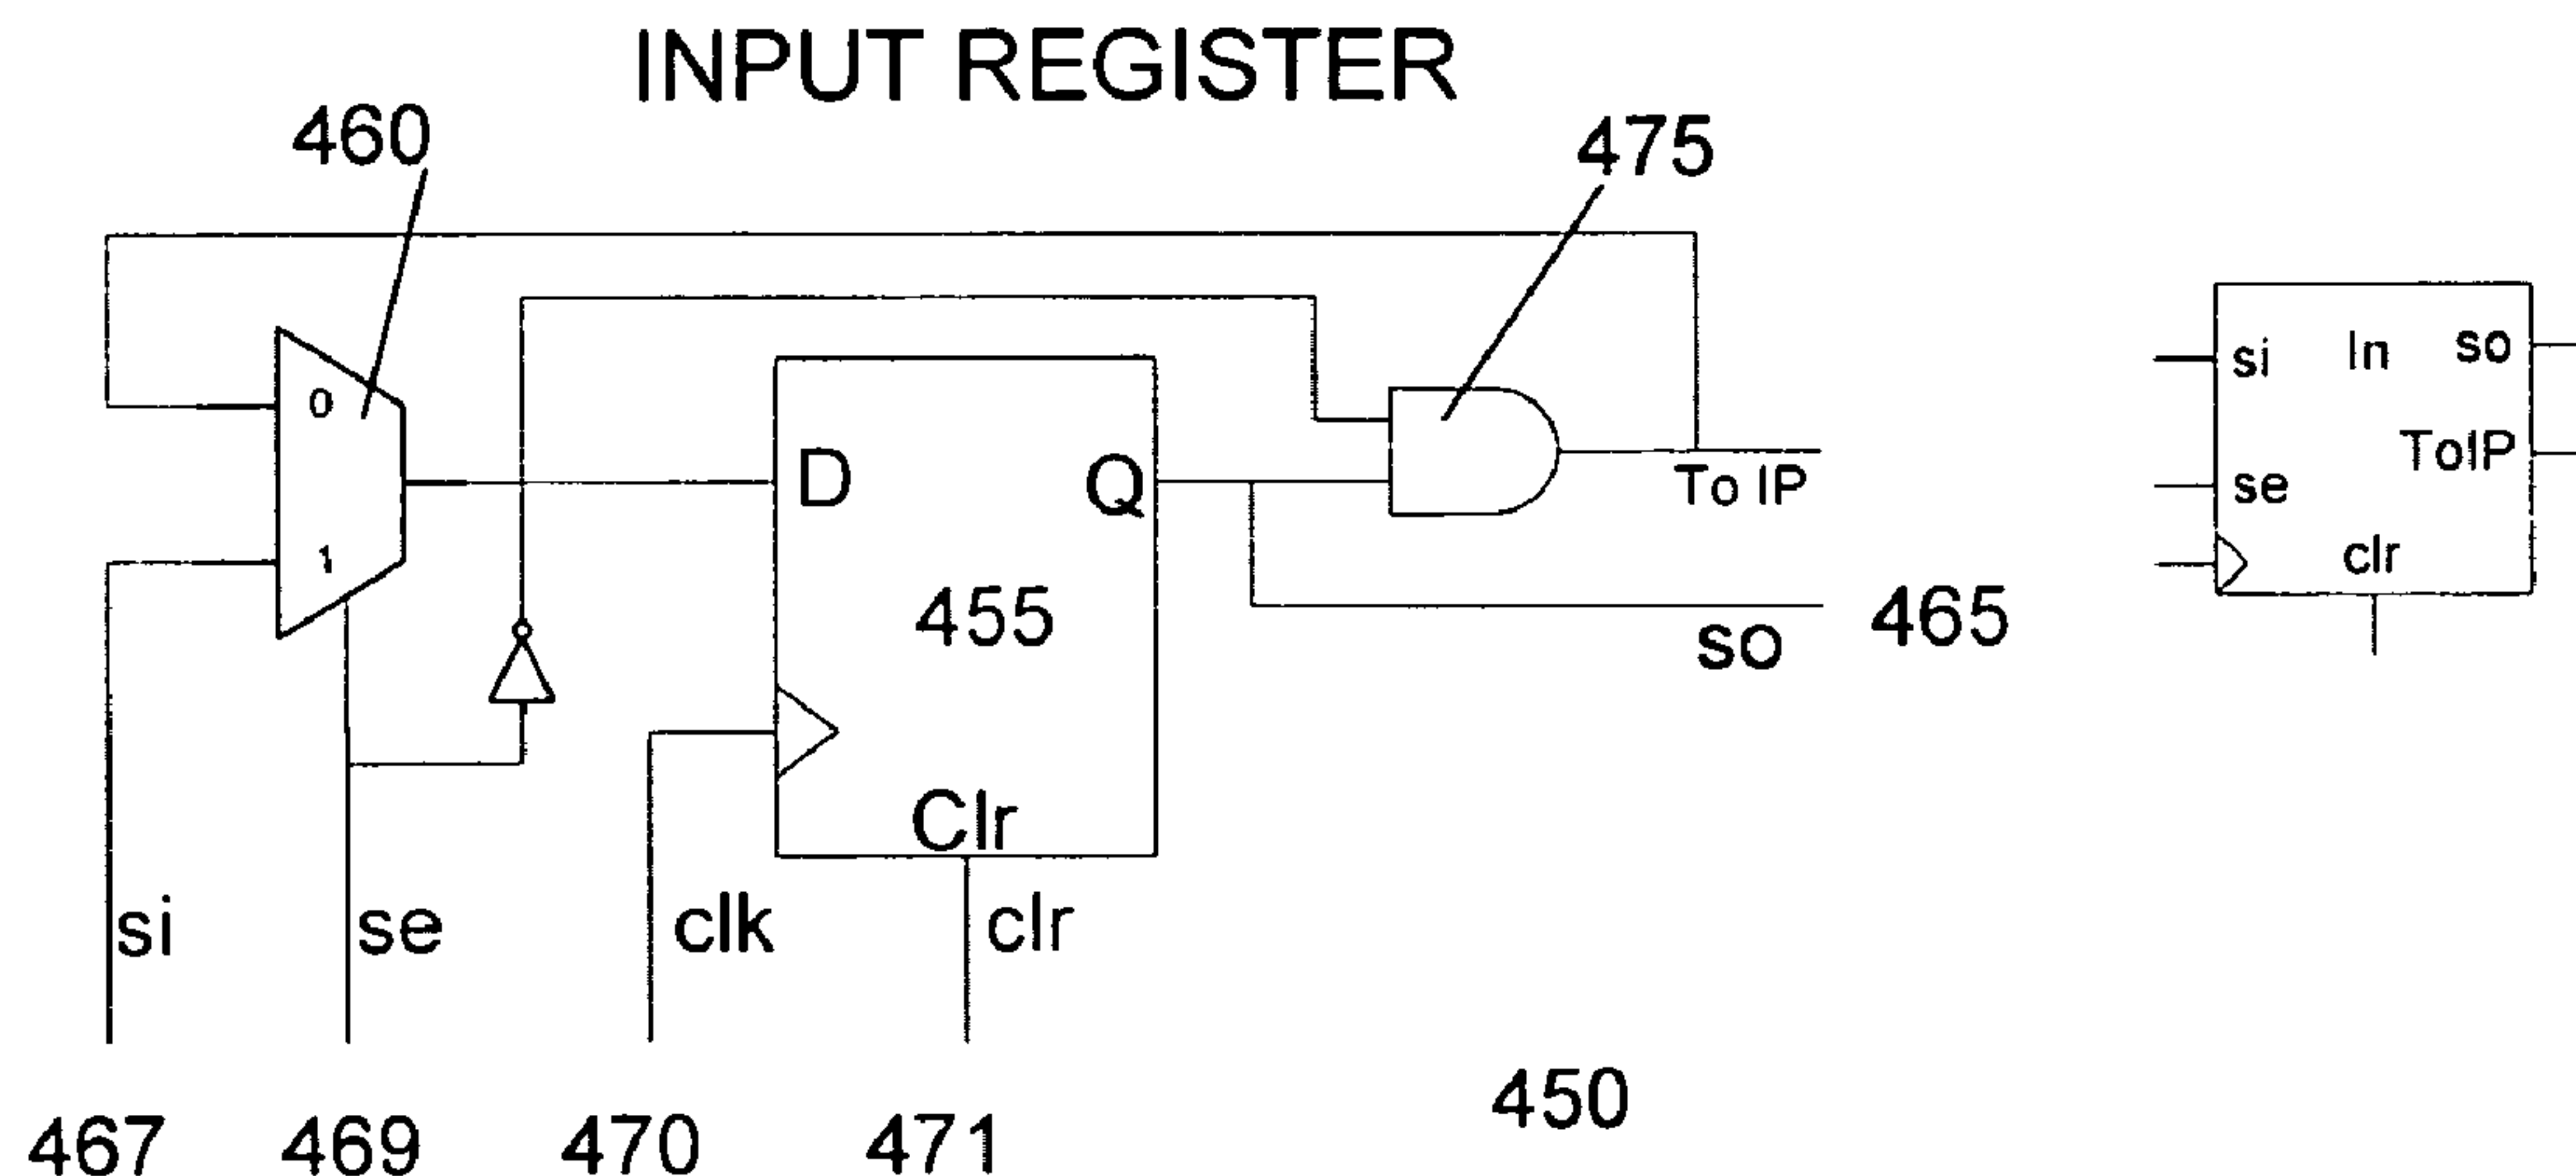 INPUT REGISTER
460
475
0
1
D
Q
455
Clr
To IP
so
465
si
se
clk
clr
467
469
470
471
450
si
In
so
ToIP
se
clr